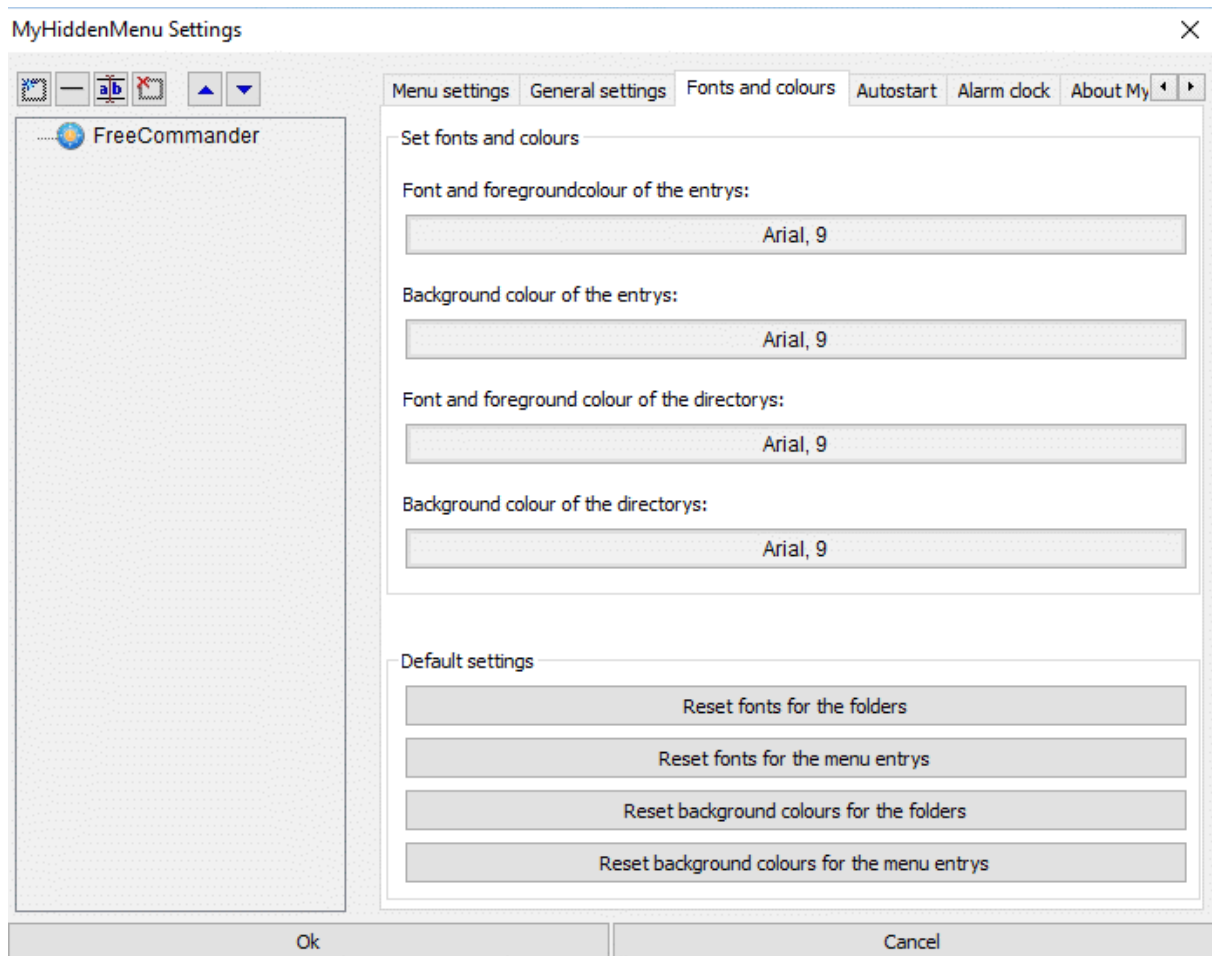 MyHiddenMenu Settings
ab
FreeCommander
Menu settings General settings Fonts and colours Autostart Alarm clock About My
Set fonts and colours
Font and foregroundcolour of the entrys:
Arial, 9
Background colour of the entrys:
Arial, 9
Font and foreground colour of the directorys:
Arial, 9
Background colour of the directorys:
Arial, 9
Default settings
Reset fonts for the folders
Reset fonts for the menu entrys
Reset background colours for the folders
Reset background colours for the menu entrys
Ok Cancel